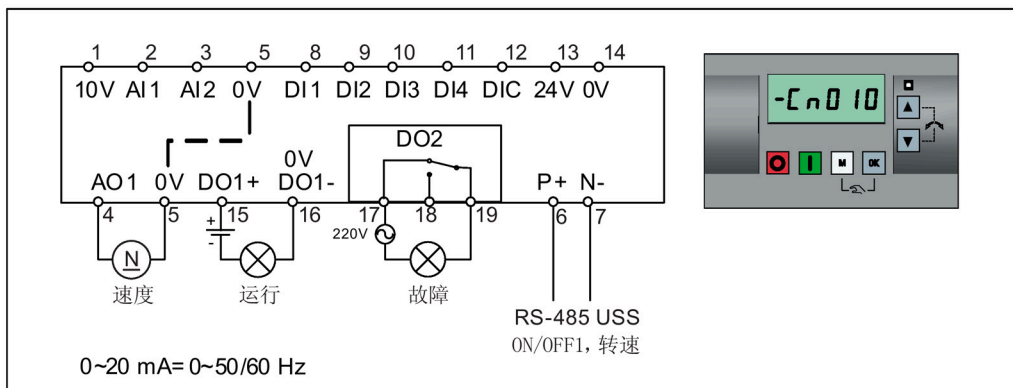 1 2 3 5 8 9 10 11 12 13 14
10V AI1 AI2 0V DI1 DI2 DI3 DI4 DIC 24V 0V
-Cn010
DO2
0V
AO1 0V DO1+ DO1- P+ N-
M OK
4 5 15 16 17 18 19 6 7
+
-
220V
N
速度 运行 故障
RS-485 USS
ON/OFF1, 转速
0~20 mA= 0~50/60 Hz